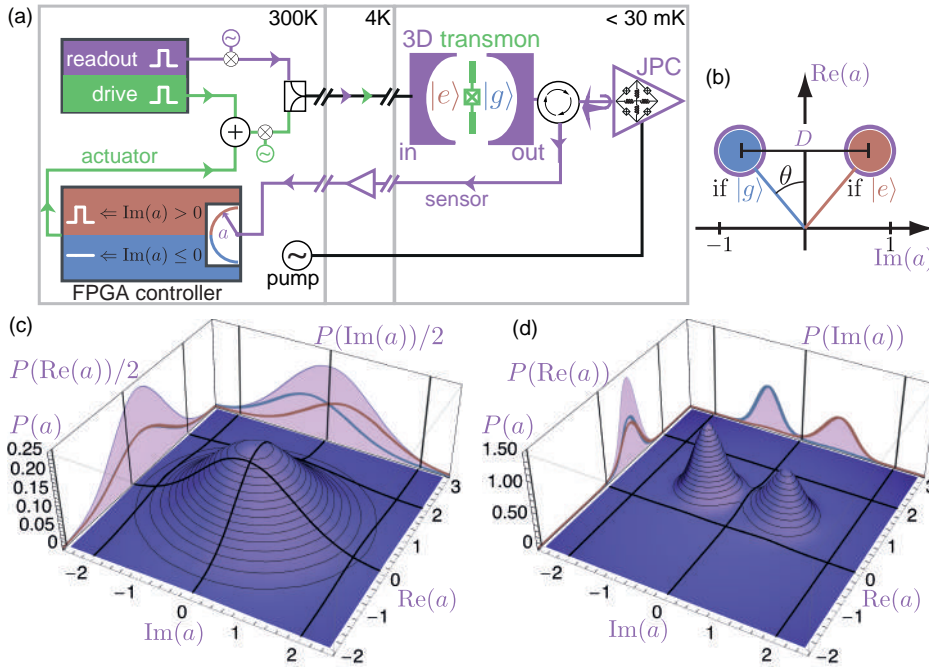 (a)
300K
4K
< 30 mK
readout
drive
actuator
3D transmon
|e⟩ |g⟩
in
out
JPC
sensor
⇐ Im(a) > 0
⇐ Im(a) ≤ 0
a
FPGA controller
pump
(b)
Re(a)
D
θ
if |g⟩
if |e⟩
−1
1
Im(a)
(c)
P(Re(a))/2
P(Im(a))/2
P(a)
0.25
0.20
0.15
0.10
0.05
0
-2
-1
0
1
2
Im(a)
-2
-1
0
1
2
3
Re(a)
(d)
P(Re(a))
P(Im(a))
P(a)
1.50
1.00
0.50
0
-2
-1
0
1
2
Im(a)
-2
-1
0
1
2
3
Re(a)